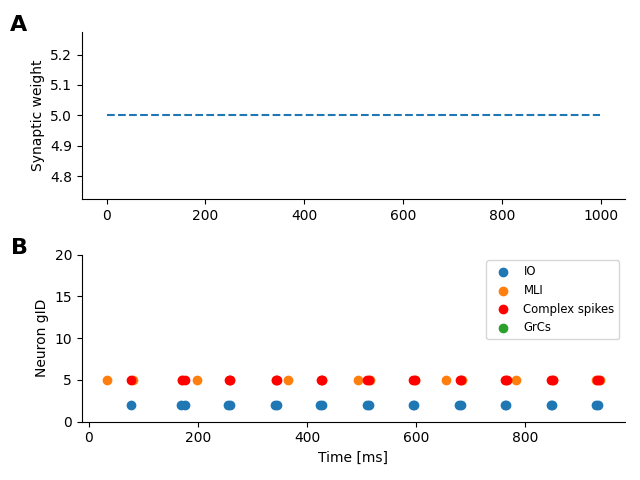 A
Synaptic weight
5.2
5.1
5.0
4.9
4.8
0 200 400 600 800 1000
B
Neuron gID
20
15
10
5
0
IO
MLI
Complex spikes
GrCs
0 200 400 600 800
Time [ms]